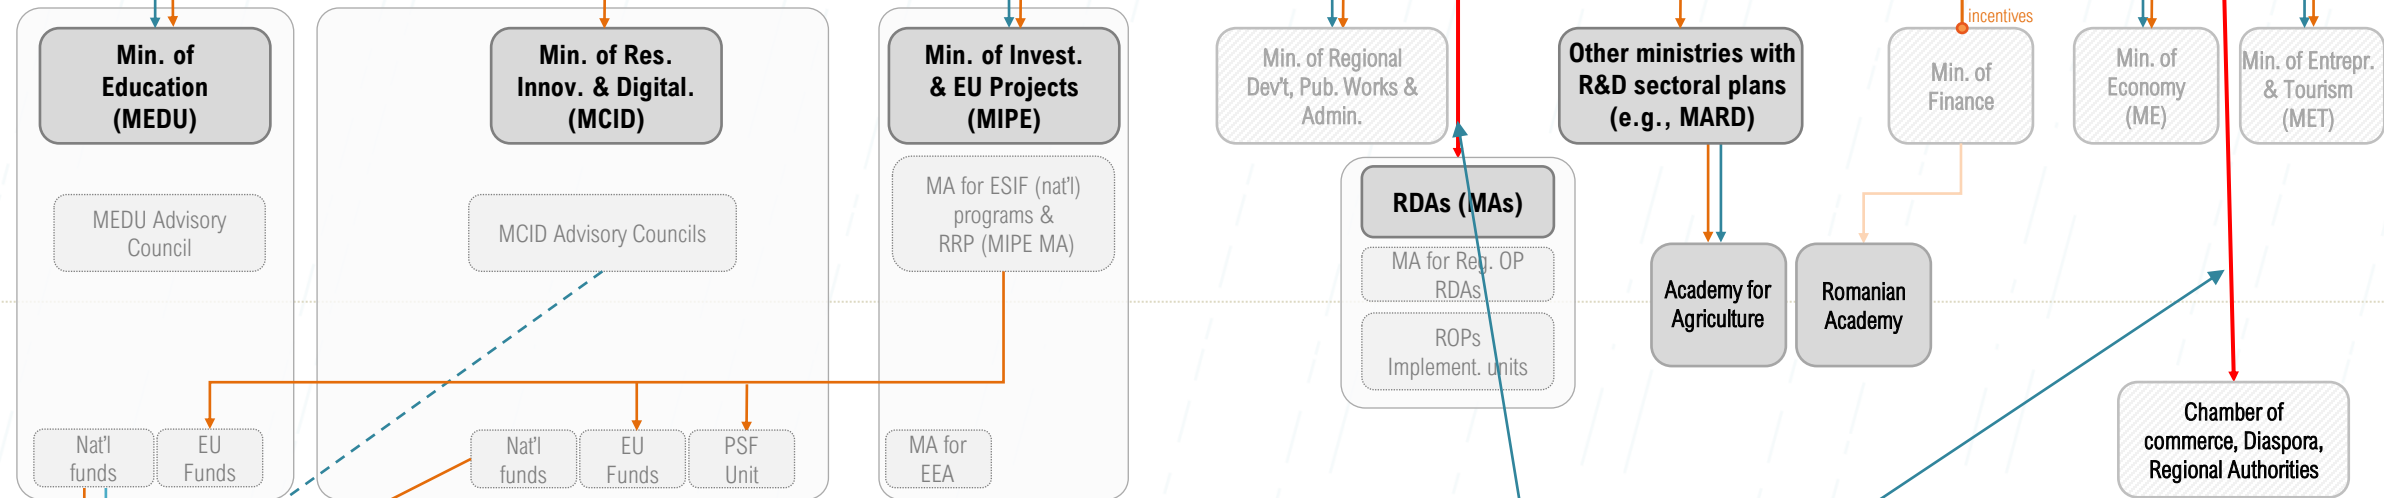 incentives
Min. of
Education
(MEDU)
Min. of Res.
Innov. & Digital.
(MCID)
Min. of Invest.
& EU Projects
(MIPE)
Min. of Regional
Dev't, Pub. Works &
Admin.
Other ministries with
R&D sectoral plans
(e.g., MARD)
Min. of
Finance
Min. of
Economy
(ME)
Min. of Entrepr.
& Tourism
(MET)
MEDU Advisory
Council
MCID Advisory Councils
MA for ESIF (nat'l)
programs &
RRP (MIPE MA)
RDAs (MAs)
MA for Reg. OP
RDAs
ROPs
Implement. units
Academy for
Agriculture
Romanian
Academy
Nat'l
funds
EU
Funds
Nat'l
funds
EU
Funds
PSF
Unit
MA for
EEA
Chamber of
commerce, Diaspora,
Regional Authorities